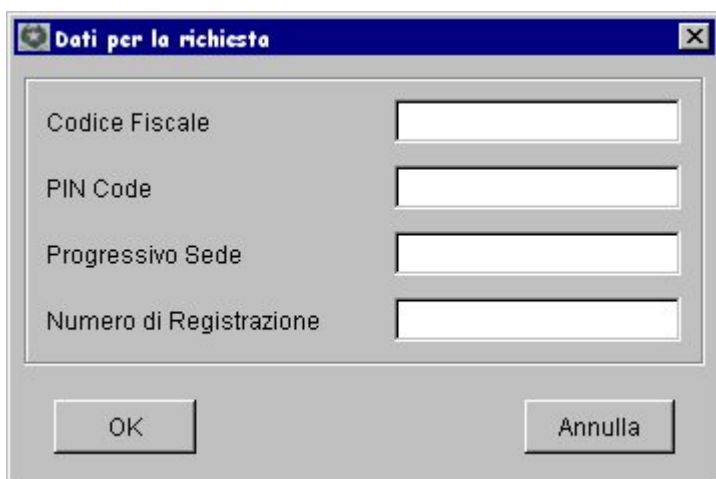 Dati per la richiesta
Codice Fiscale
PIN Code
Progressivo Sede
Numero di Registrazione
OK
Annulla